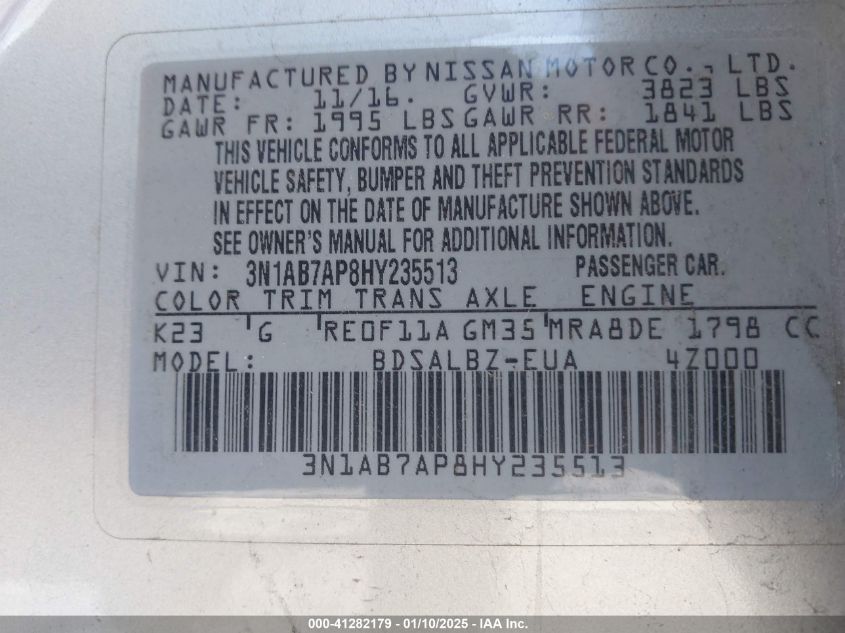 MANUFACTURED BY NISSAN MOTOR CO., LTD.
DATE: 11/16. GVWR: 3823 LBS
GAWR FR: 1995 LBS GAWR RR: 1841 LBS
THIS VEHICLE CONFORMS TO ALL APPLICABLE FEDERAL MOTOR
VEHICLE SAFETY, BUMPER AND THEFT PREVENTION STANDARDS
IN EFFECT ON THE DATE OF MANUFACTURE SHOWN ABOVE.
SEE OWNER'S MANUAL FOR ADDITIONAL INFORMATION.
VIN: 3N1AB7AP8HY235513 PASSENGER CAR.
COLOR TRIM TRANS AXLE ENGINE
K23 G RE0F11A GM35 MRA8DE 1798 CC
MODEL: BDSALBZ-EUA 4Z000
3N1AB7AP8HY235513
000-41282179 - 01/10/2025 - IAA Inc.